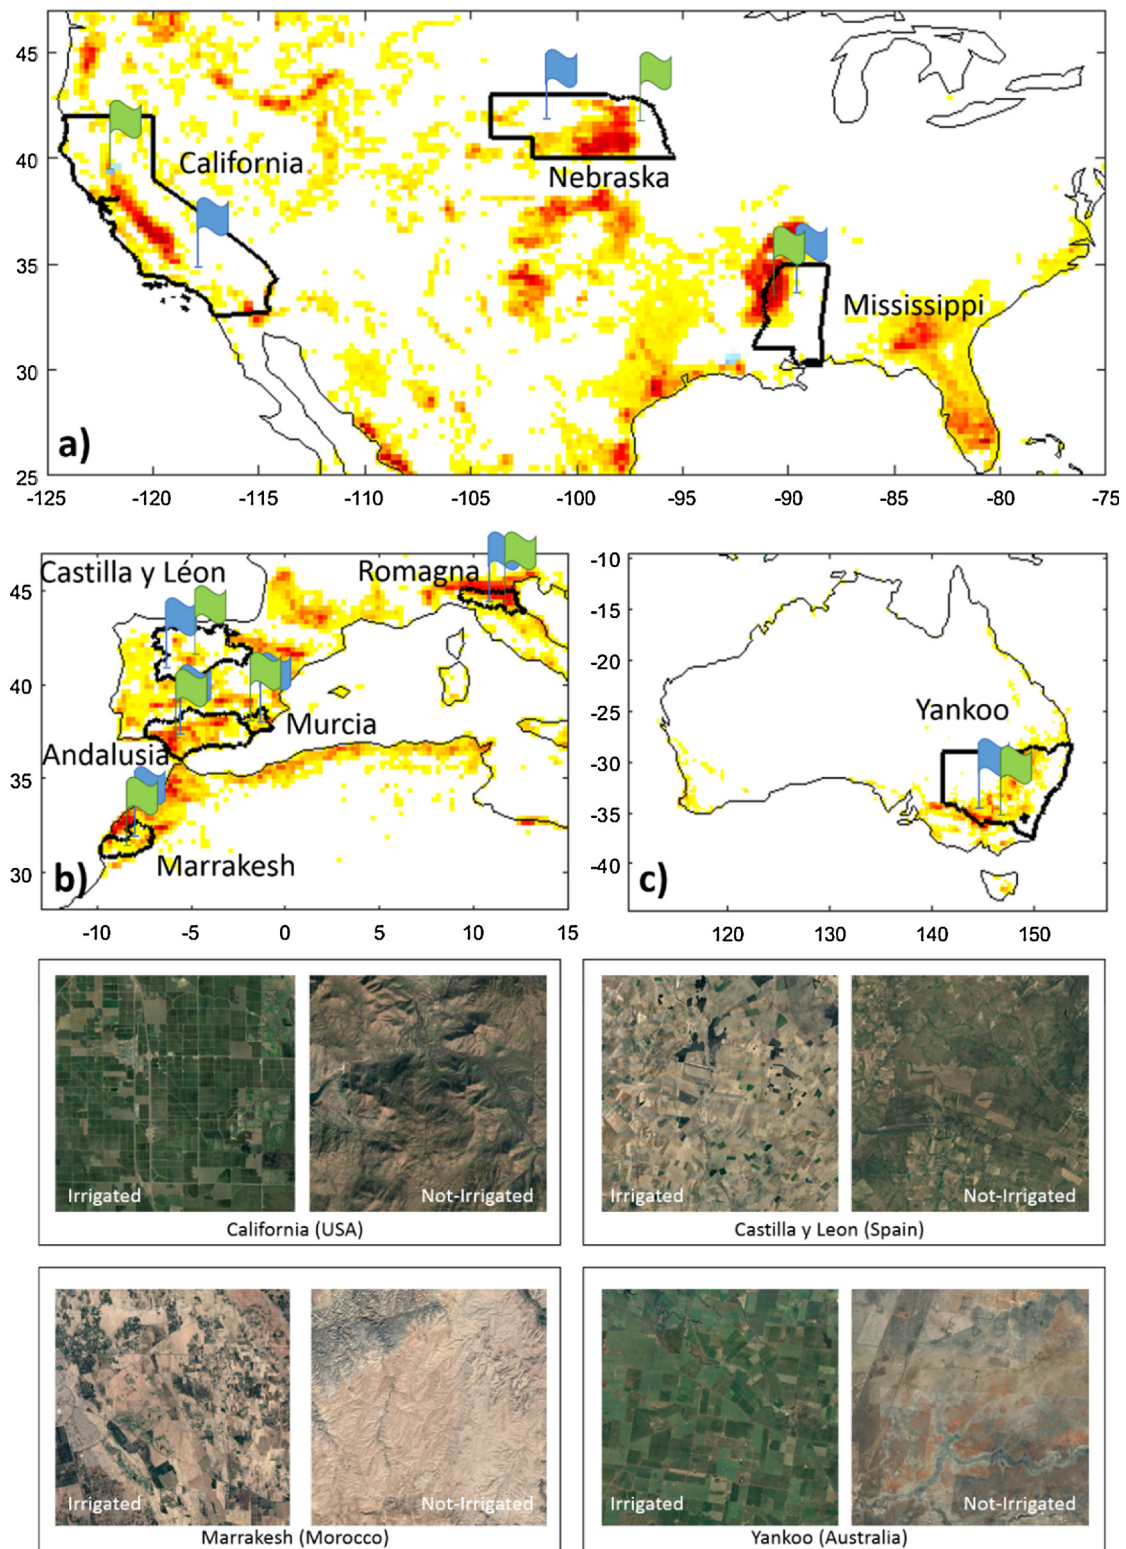 45
40
35
30
25
California
Nebraska
Mississippi
a)
-125
-120
-115
-110
-105
-100
-95
-90
-85
-80
-75
45
40
35
30
Castilla y Léon
Romagna
Murcia
Andalusia
Marrakesh
b)
-10
-5
0
5
10
15
-10
-15
-20
-25
-30
-35
-40
Yankoo
c)
120
130
140
150
Irrigated
Not-Irrigated
California (USA)
Irrigated
Not-Irrigated
Castilla y Leon (Spain)
Irrigated
Not-Irrigated
Marrakesh (Morocco)
Irrigated
Not-Irrigated
Yankoo (Australia)